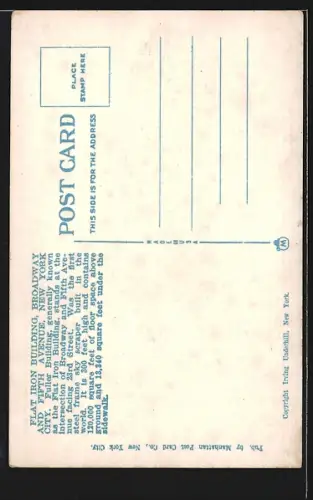 FLAT IRON BUILDING, BROADWAY
AND FIFTH AVENUE, NEW YORK
CITY. Fuller Building, generally known
as the Flat Iron Building, stands at the
intersection of Broadway and Fifth Ave-
nue facing 23rd Street. Was the first
steel frame sky scraper built in the
world. It is 300 feet high and contains
120,000 square feet of floor space above
ground, and 13,240 square feet under the
sidewalk.
POST CARD
THIS SIDE IS FOR THE ADDRESS
PLACE
STAMP HERE
Pub. by Manhattan Post Card Co., New York City.
Copyright Irving Underhill, New York.